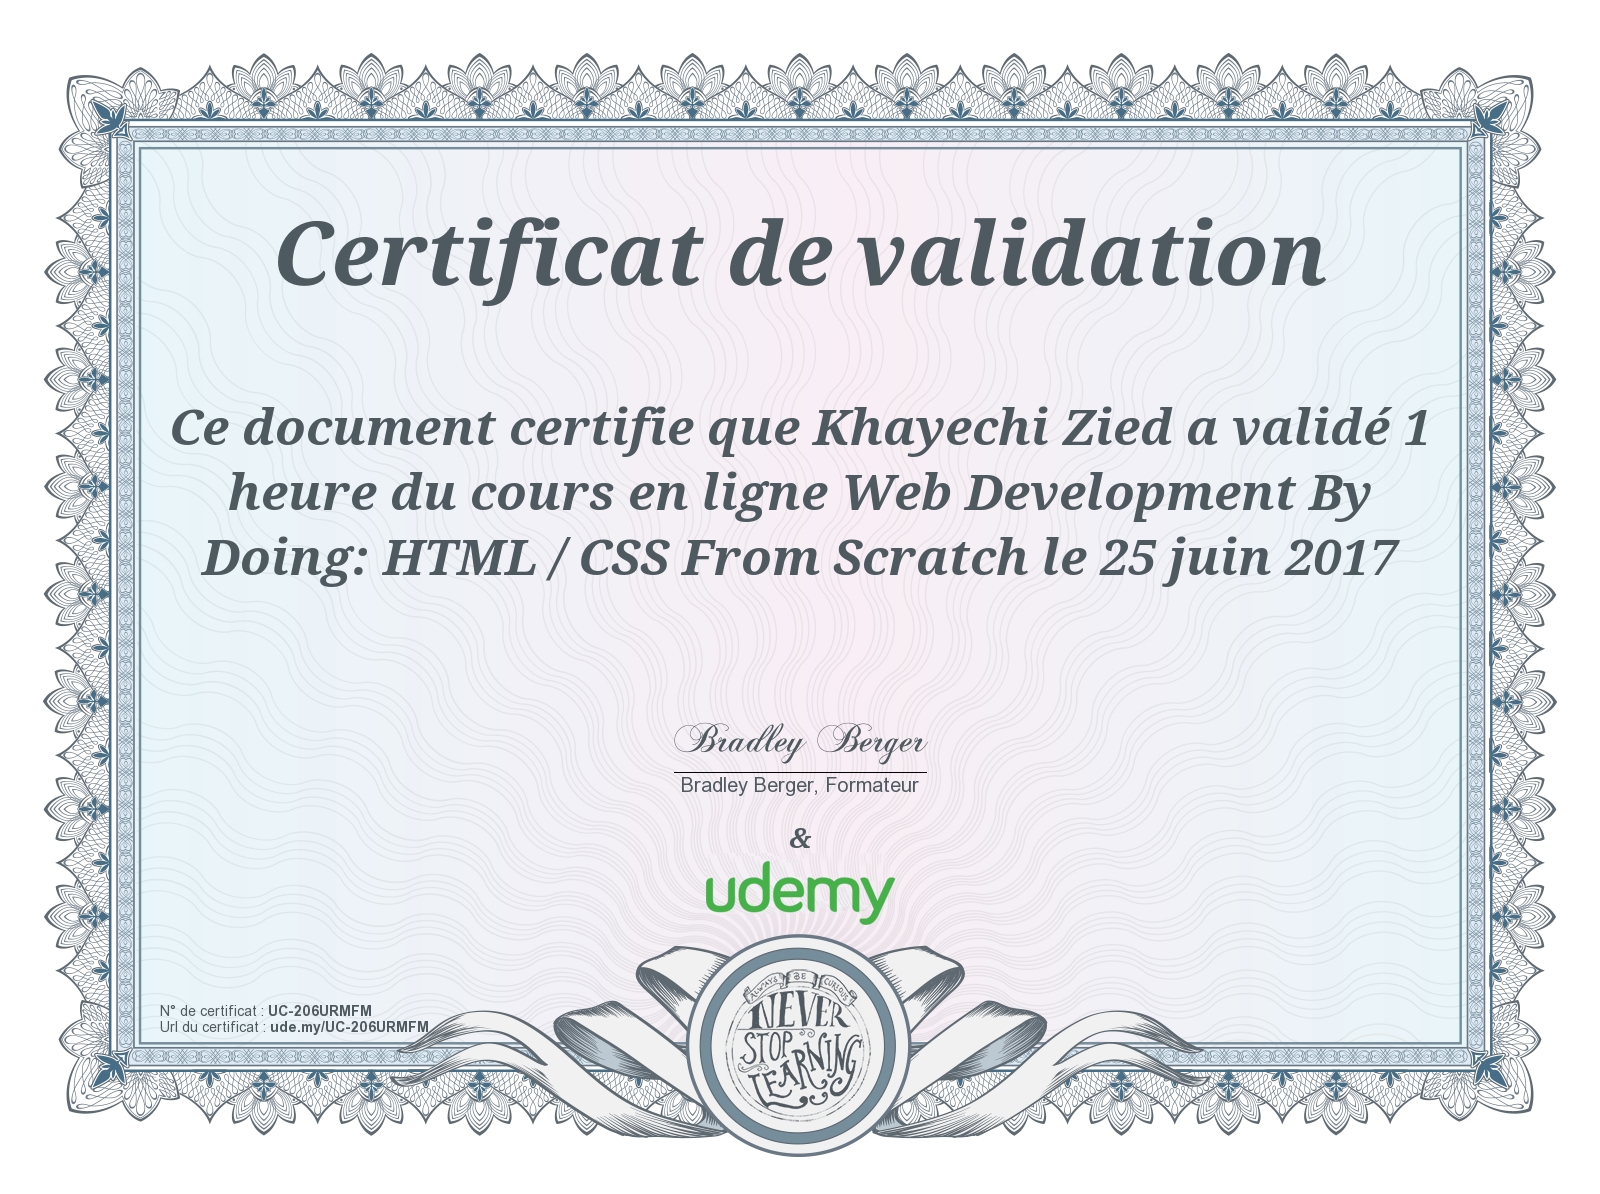 Certificat de validation
Ce document certifie que Khayechi Zied a validé 1
heure du cours en ligne Web Development By
Doing: HTML / CSS From Scratch le 25 juin 2017
Bradley Berger
Bradley Berger, Formateur
&
udemy
N° de certificat : UC-206URMFM
Url du certificat : ude.my/UC-206URMFM
ALWAYS BE CURIOUS
NEVER
STOP
LEARNING